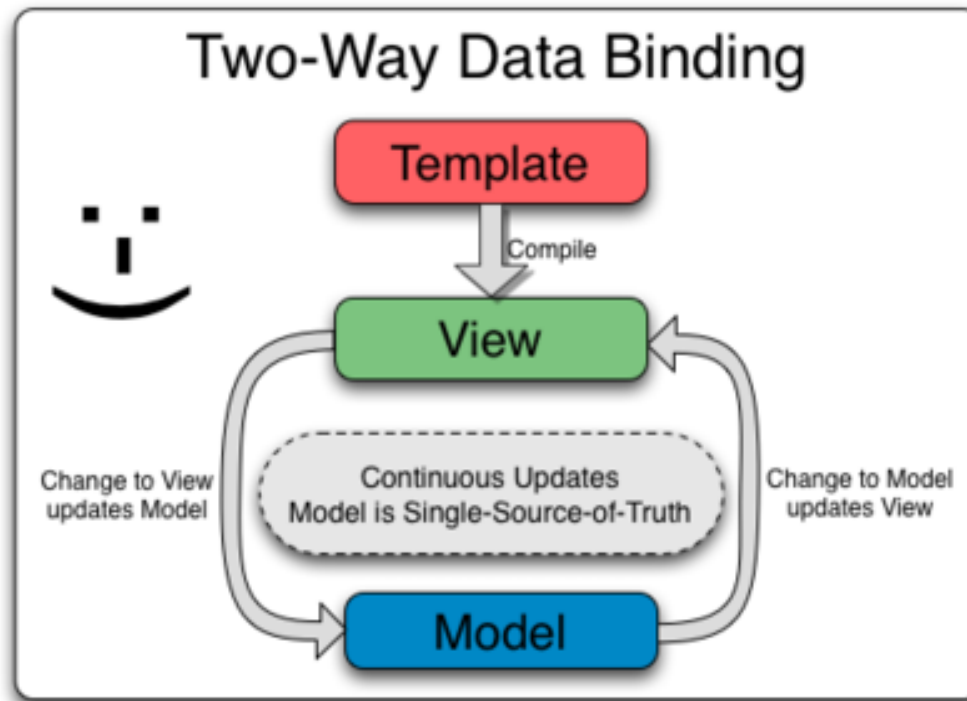 Two-Way Data Binding
Template
Compile
View
Change to View
updates Model
Continuous Updates
Model is Single-Source-of-Truth
Change to Model
updates View
Model